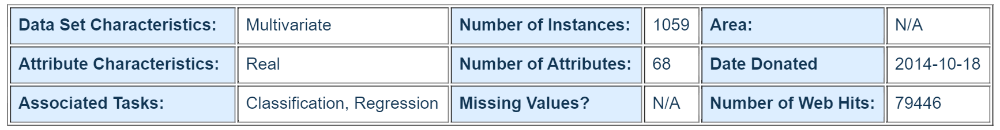 Data Set Characteristics: Multivariate Number of Instances: 1059 Area: N/A
Attribute Characteristics: Real Number of Attributes: 68 Date Donated 2014-10-18
Associated Tasks: Classification, Regression Missing Values? N/A Number of Web Hits: 79446